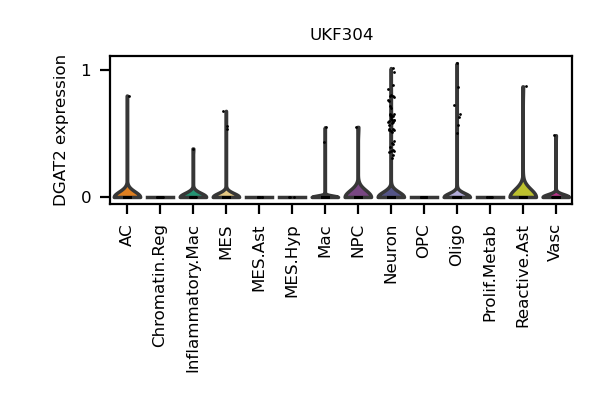 UKF304
DGAT2 expression
1
0
AC
Chromatin.Reg
Inflammatory.Mac
MES
MES.Ast
MES.Hyp
Mac
NPC
Neuron
OPC
Oligo
Prolif.Metab
Reactive.Ast
Vasc